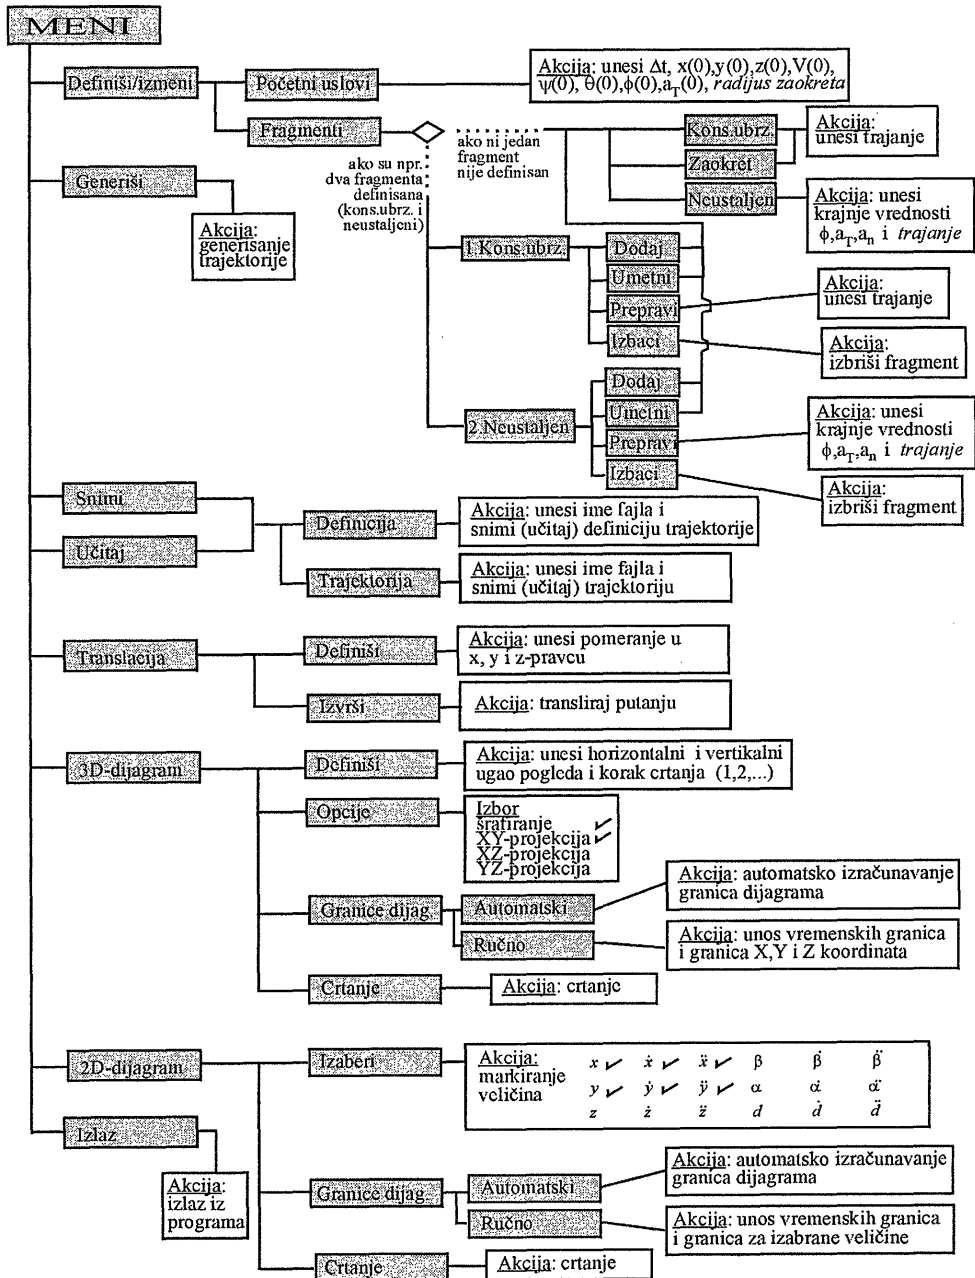 MENI
Definiši/izmeni
Početni uslovi
Akcija: unesi Δt, x(0),y(0),z(0),V(0),
ψ(0), θ(0),ϕ(0),a_T(0), radijus zaokreta
Fragmenti
ako ni jedan
fragment
nije definisan
Kons.ubrz.
Zaokret
Neustaljen
Akcija:
unesi trajanje
Akcija: unesi
krajnje vrednosti
ϕ,a_T,a_n i trajanje
ako su npr.
dva fragmenta
definisana
(kons.ubrz. i
neustaljeni)
Generiši
Akcija:
generisanje
trajektorije
1.Kons.ubrz.
Dodaj
Umetni
Prepravi
Izbaci
Akcija:
unesi trajanje
Akcija:
izbriši fragment
2.Neustaljen
Dodaj
Umetni
Prepravi
Izbaci
Akcija: unesi
krajnje vrednosti
ϕ,a_T,a_n i trajanje
Akcija:
izbriši fragment
Snimi
Učitaj
Definicija
Akcija: unesi ime fajla i
snimi (učitaj) definiciju trajektorije
Trajektorija
Akcija: unesi ime fajla i
snimi (učitaj) trajektoriju
Translacija
Definiši
Akcija: unesi pomeranje u
x, y i z-pravcu
Izvrši
Akcija: transliraj putanju
3D-dijagram
Definiši
Akcija: unesi horizontalni i vertikalni
ugao pogleda i korak crtanja (1,2,...)
Opcije
Izbor
šrafiranje ✓
XY-projekcija ✓
XZ-projekcija
YZ-projekcija
Granice dijag.
Automatski
Akcija: automatsko izračunavanje
granica dijagrama
Ručno
Akcija: unos vremenskih granica
i granica X,Y i Z koordinata
Crtanje
Akcija: crtanje
2D-dijagram
Izaberi
Akcija:
markiranje
veličina
x ✓ ẋ ✓ ẍ ✓ β β̇ β̈
y ✓ ẏ ✓ ÿ ✓ α α̇ α̈
z ż z̈ d ḋ d̈
Izlaz
Akcija:
izlaz iz
programa
Granice dijag.
Automatski
Akcija: automatsko izračunavanje
granica dijagrama
Ručno
Akcija: unos vremenskih granica
i granica za izabrane veličine
Crtanje
Akcija: crtanje